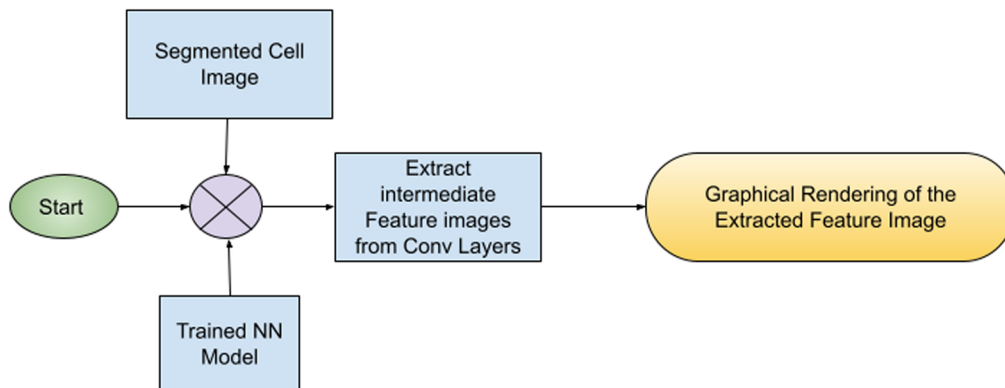 Segmented Cell
Image
Start
Extract
intermediate
Feature images
from Conv Layers
Graphical Rendering of the
Extracted Feature Image
Trained NN
Model